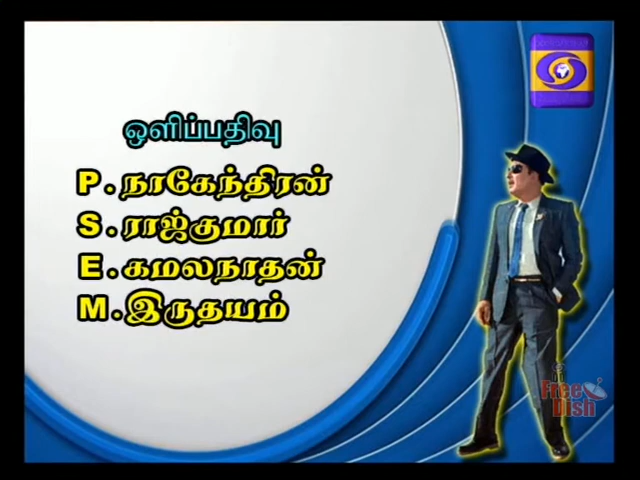 ஒளிப்பதிவு
P. நாகேந்திரன்
S. ராஜ்குமார்
E. கமலநாதன்
M. இருதயம்
Free
Dish